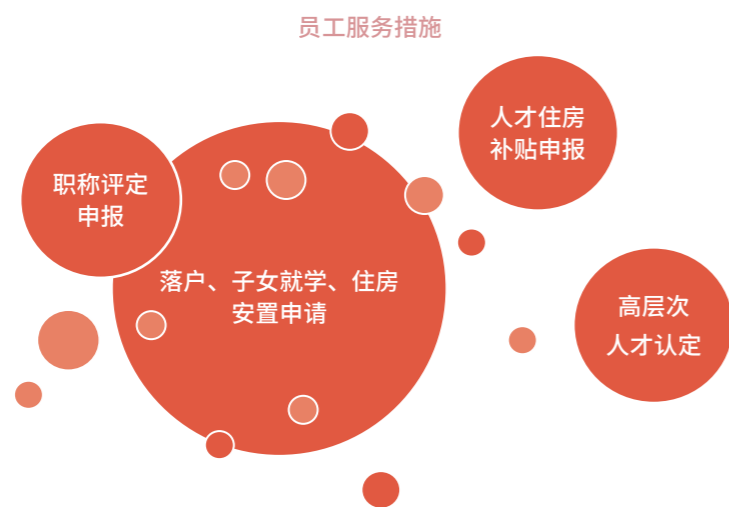 员工服务措施
人才住房
补贴申报
职称评定
申报
落户、子女就学、住房
安置申请
高层次
人才认定